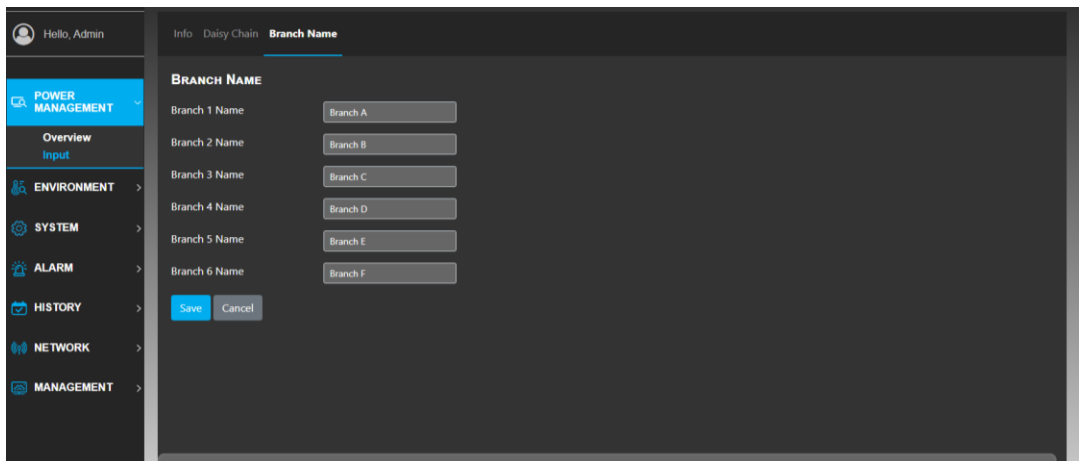 Hello, Admin
POWER
MANAGEMENT
Overview
Input
ENVIRONMENT
SYSTEM
ALARM
HISTORY
NETWORK
MANAGEMENT
Info Daisy Chain Branch Name
BRANCH NAME
Branch 1 Name Branch A
Branch 2 Name Branch B
Branch 3 Name Branch C
Branch 4 Name Branch D
Branch 5 Name Branch E
Branch 6 Name Branch F
Save Cancel